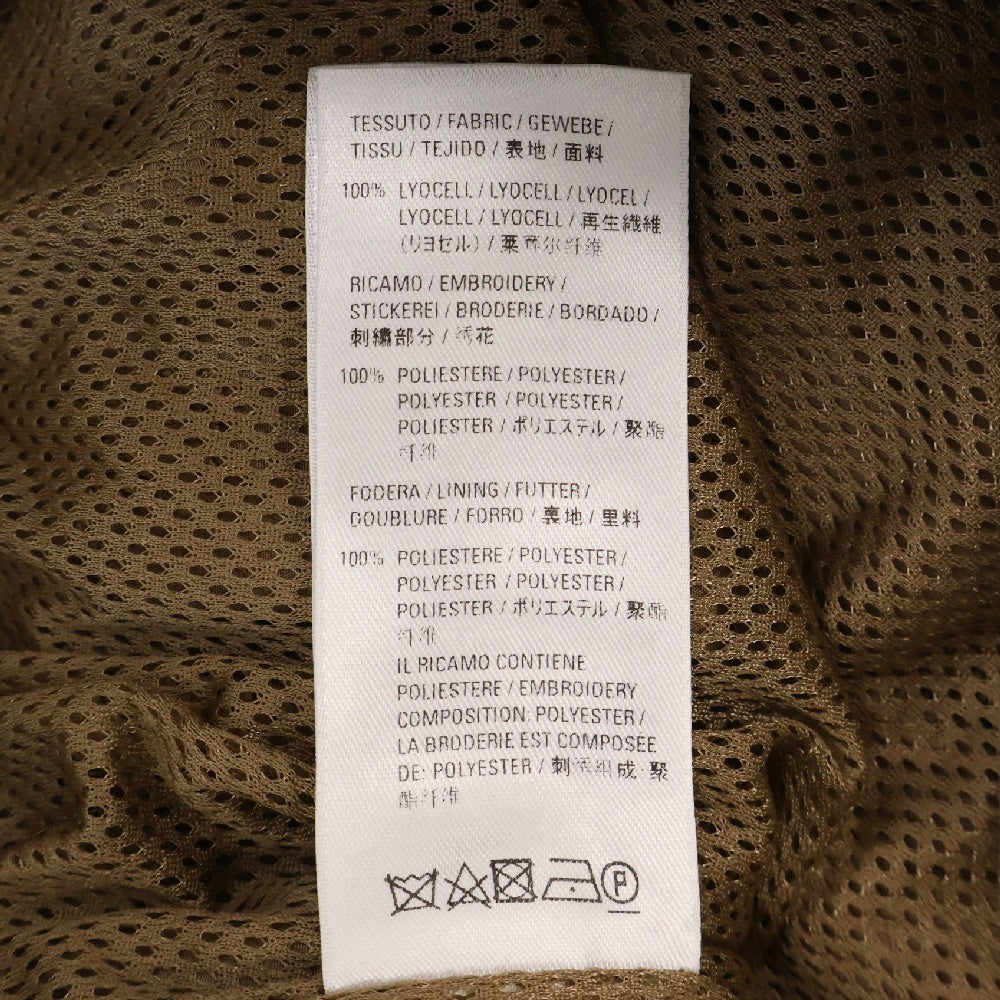 TESSUTO / FABRIC / GEWEBE /
TISSU / TEJIDO / 表地 / 面料
100% LYOCELL / LYOCELL / LYOCEL /
LYOCELL / LYOCELL / 再生繊維
(リヨセル) / 莱赛尔纤维
RICAMO / EMBROIDERY /
STICKEREI / BRODERIE / BORDADO /
刺繍部分 / 绣花
100% POLIESTERE / POLYESTER /
POLYESTER / POLYESTER /
POLIESTER / ポリエステル / 聚酯
纤维
FODERA / LINING / FUTTER /
DOUBLURE / FORRO / 裏地 / 里料
100% POLIESTERE / POLYESTER /
POLYESTER / POLYESTER /
POLIESTER / ポリエステル / 聚酯
纤维
IL RICAMO CONTIENE
POLIESTERE / EMBROIDERY
COMPOSITION: POLYESTER /
LA BRODERIE EST COMPOSEE
DE: POLYESTER / 刺绣组成: 聚
酯纤维
P